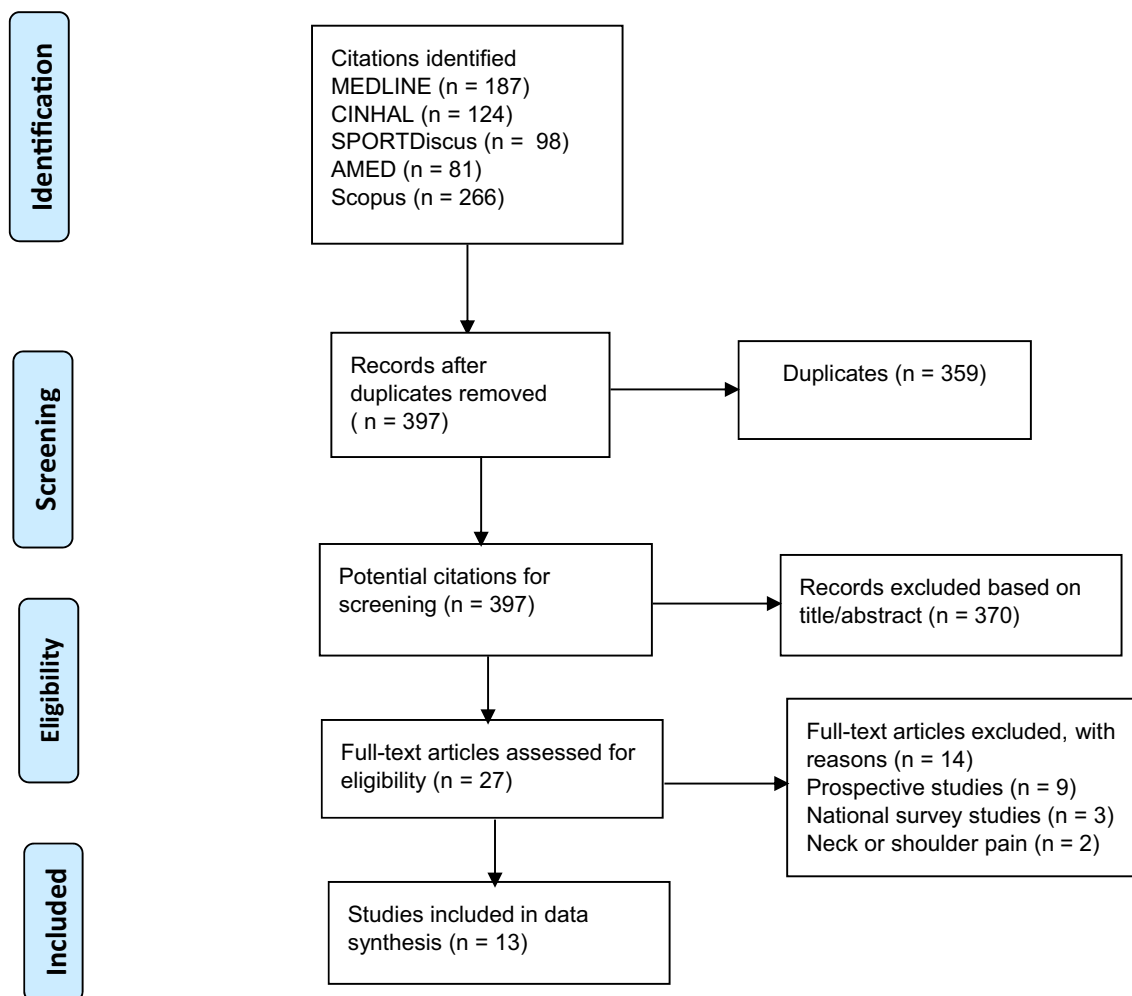 Identification
Citations identified
MEDLINE (n = 187)
CINHAL (n = 124)
SPORTDiscus (n =  98)
AMED (n = 81)
Scopus (n = 266)
Screening
Records after
duplicates removed
( n = 397)
Duplicates (n = 359)
Potential citations for
screening (n = 397)
Records excluded based on
title/abstract (n = 370)
Eligibility
Full-text articles assessed for
eligibility (n = 27)
Full-text articles excluded, with
reasons (n = 14)
Prospective studies (n = 9)
National survey studies (n = 3)
Neck or shoulder pain (n = 2)
Included
Studies included in data
synthesis (n = 13)